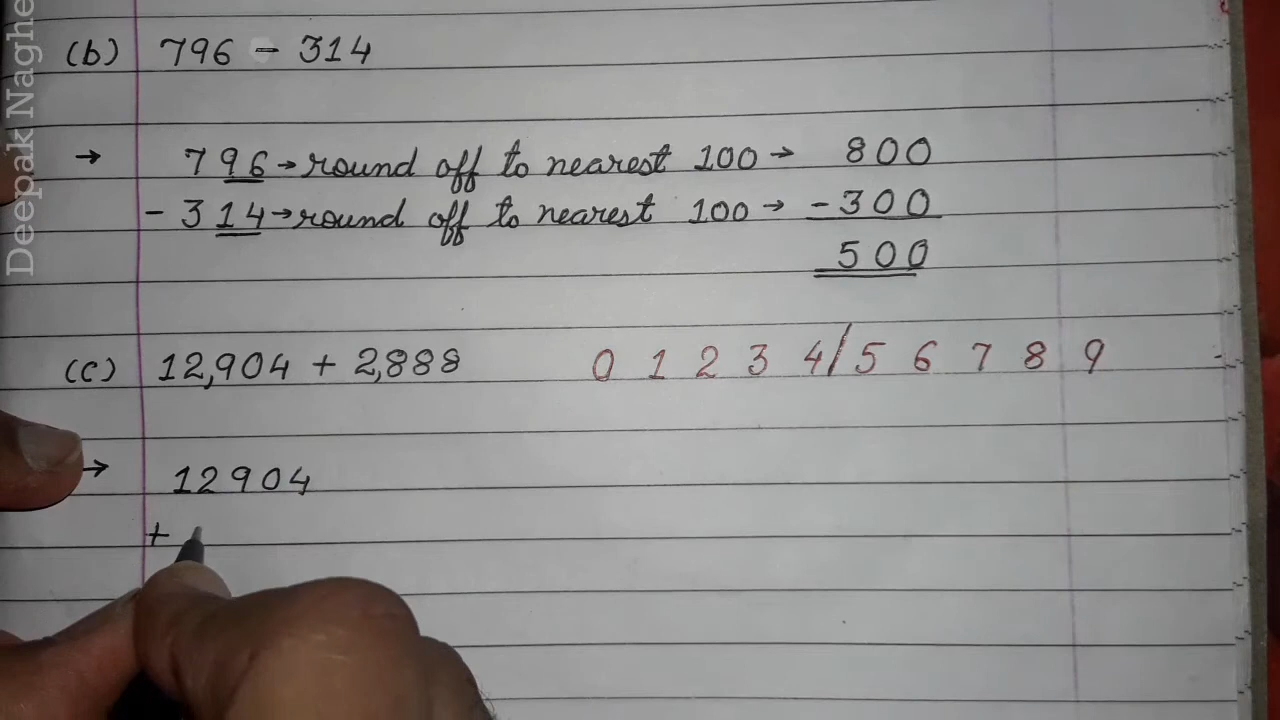 Deepak Naghe
(b) 796 - 314
→ 796 → round off to nearest 100 → 800
- 314 → round off to nearest 100 → - 300
500
(c) 12,904 + 2,888 0 1 2 3 4/5 6 7 8 9
→ 12904
+